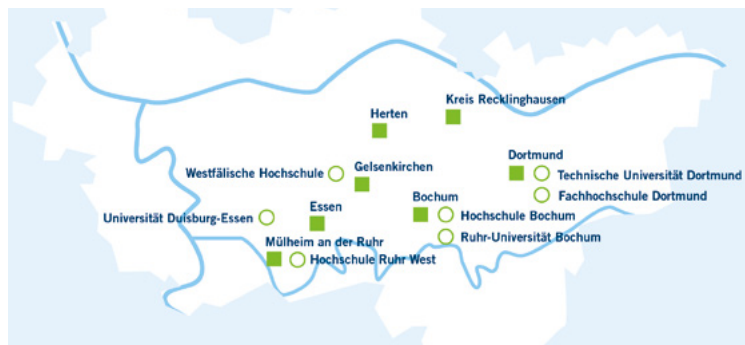 Kreis Recklinghausen
Herten
Dortmund
Westfälische Hochschule
Gelsenkirchen
Technische Universität Dortmund
Fachhochschule Dortmund
Essen
Bochum
Universität Duisburg-Essen
Hochschule Bochum
Ruhr-Universität Bochum
Mülheim an der Ruhr
Hochschule Ruhr West